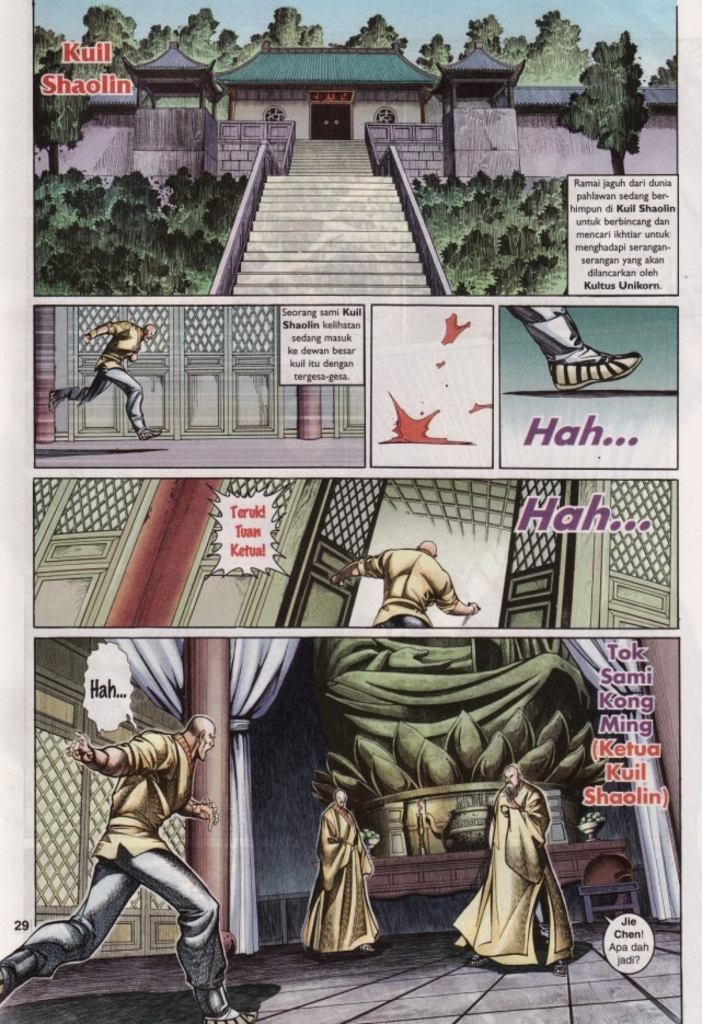 Kuil
Shaolin
Ramai jaguh dari dunia
pahlawan sedang ber-
himpun di Kuil Shaolin
untuk berbincang dan
mencari ikhtiar untuk
menghadapi serangan-
serangan yang akan
dilancarkan oleh
Kultus Unikorn.
Seorang sami Kuil
Shaolin kelihatan
sedang masuk
ke dewan besar
kuil itu dengan
tergesa-gesa.
Hah...
Teruk!
Tuan
Ketua!
Hah...
Hah...
Tok
Sami
Kong
Ming
(Ketua
Kuil
Shaolin)
Jie
Chen!
Apa dah
jadi?
29